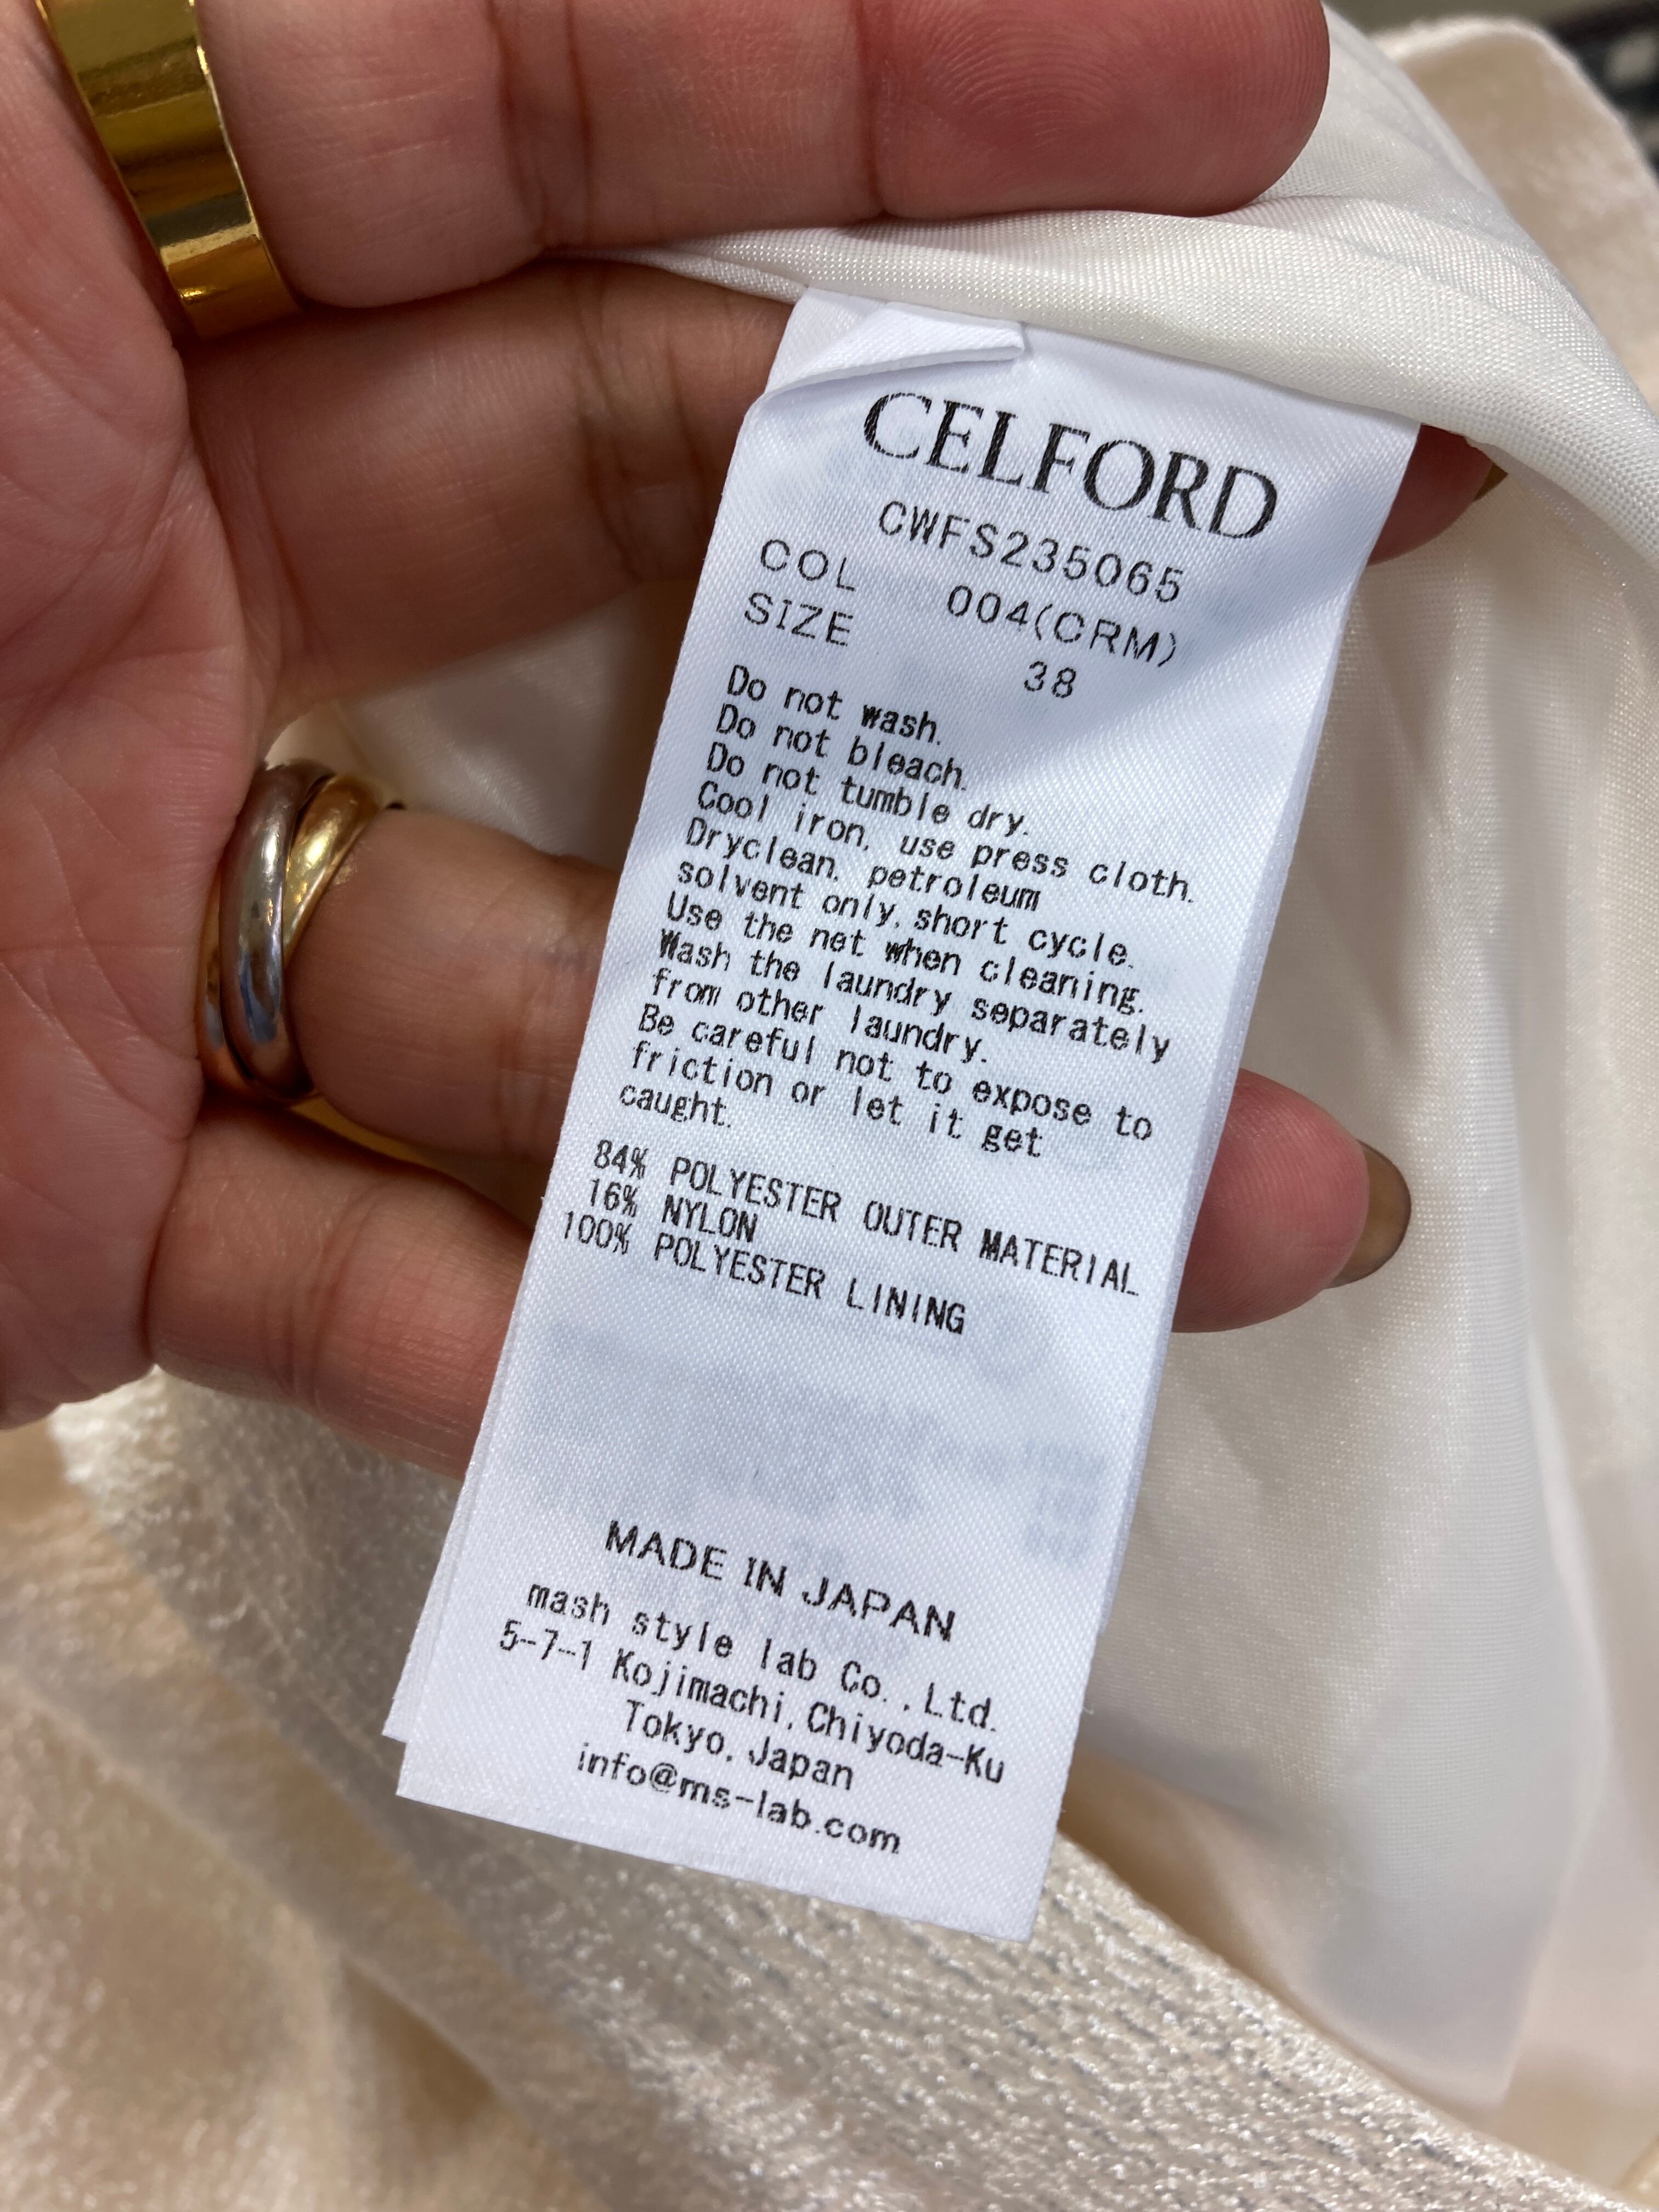 CELFORD
CWFS235065
COL 004(CRM)
SIZE 38
Do not wash.
Do not bleach.
Do not tumble dry.
Cool iron, use press cloth.
Dryclean, petroleum
solvent only, short cycle.
Use the net when cleaning.
Wash the laundry separately
from other laundry.
Be careful not to expose to
friction or let it get
caught.
84% POLYESTER OUTER MATERIAL
16% NYLON
100% POLYESTER LINING
MADE IN JAPAN
mash style lab Co.,Ltd.
5-7-1 Kojimachi,Chiyoda-Ku
Tokyo,Japan
info@ms-lab.com